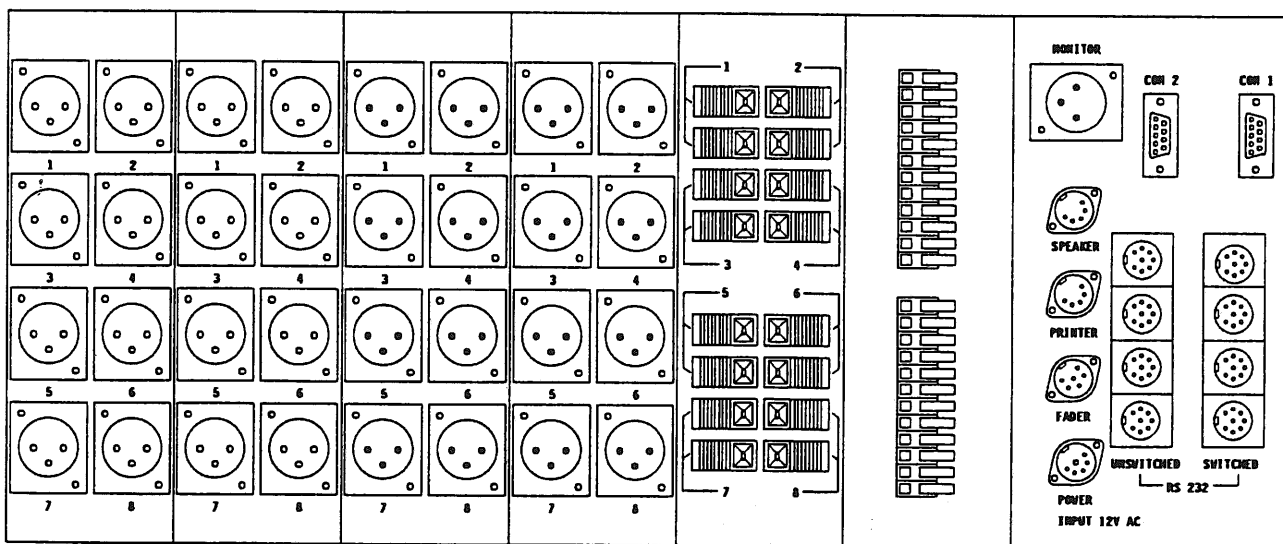 MONITOR
COM 2 COM 1
1 2 1 2 1 2 1 2
1 2
3 4 3 4 3 4 3 4
3 4
SPEAKER
5 6 5 6 5 6 5 6
5 6
PRINTER
FADER
7 8 7 8 7 8 7 8
7 8
UNSWITCHED SWITCHED
RS 232
POWER
INPUT 12V AC